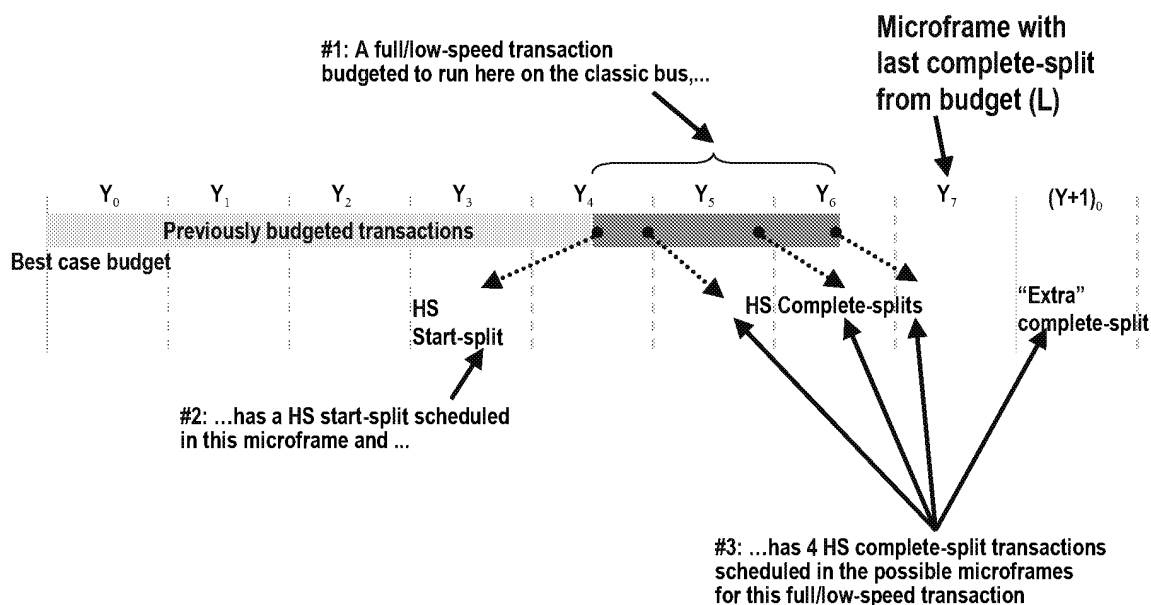 #1: A full/low-speed transaction
budgeted to run here on the classic bus,...
Microframe with
last complete-split
from budget (L)
Y₀ Y₁ Y₂ Y₃ Y₄ Y₅ Y₆ Y₇ (Y+1)₀
Previously budgeted transactions
Best case budget
HS
Start-split
HS Complete-splits
“Extra”
complete-split
#2: ...has a HS start-split scheduled
in this microframe and ...
#3: ...has 4 HS complete-split transactions
scheduled in the possible microframes
for this full/low-speed transaction